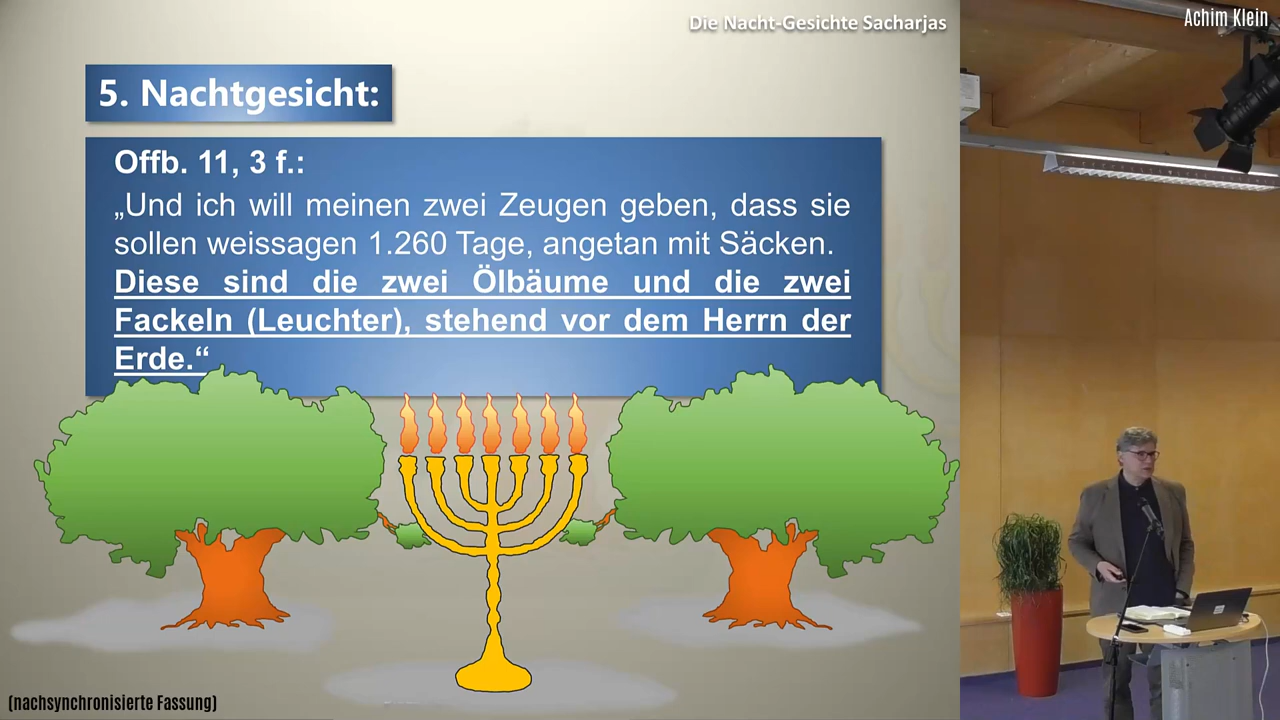 Die Nacht-Gesichte Sacharjas
Achim Klein
5. Nachtgesicht:
Offb. 11, 3 f.:
„Und ich will meinen zwei Zeugen geben, dass sie
sollen weissagen 1.260 Tage, angetan mit Säcken.
Diese sind die zwei Ölbäume und die zwei
Fackeln (Leuchter), stehend vor dem Herrn der
Erde.“
(nachsynchronisierte Fassung)